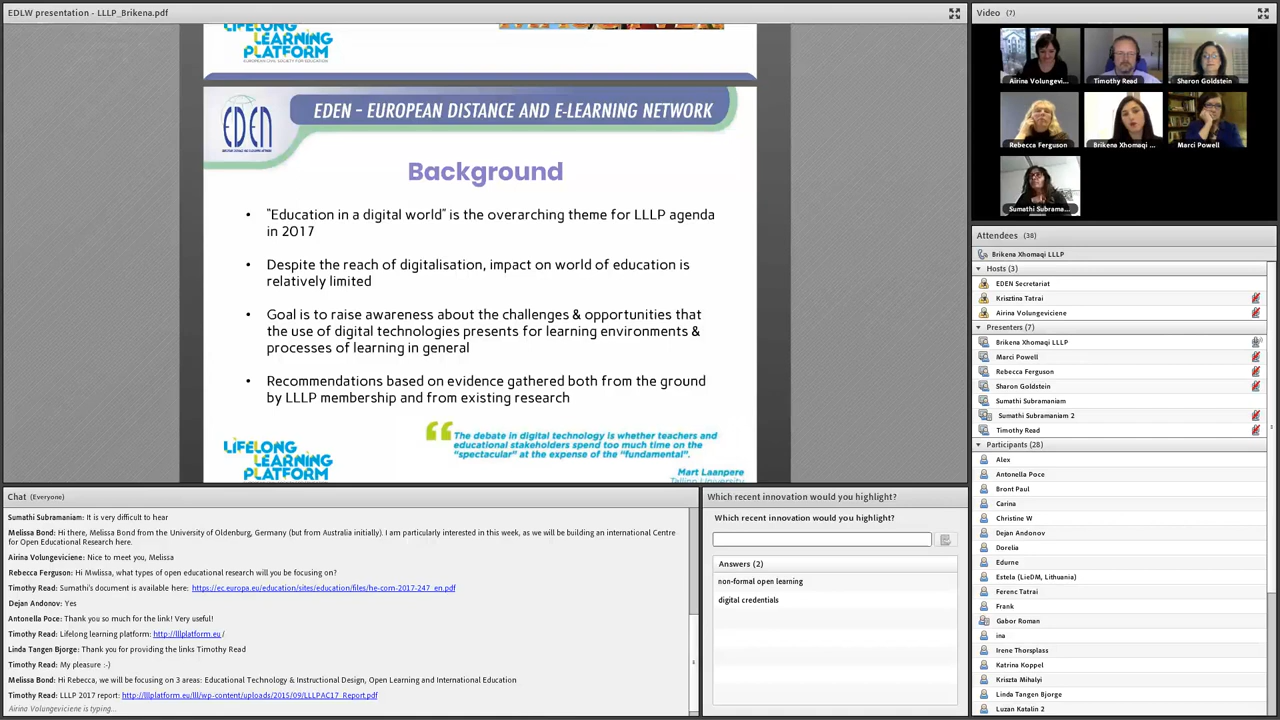 EDLW presentation - LLLP_Brikena.pdf
LIFELONG
LEARNING
PLATFORM
EUROPEAN CIVIL SOCIETY FOR EDUCATION
EDEN
EDEN - EUROPEAN DISTANCE AND E-LEARNING NETWORK
Background
• "Education in a digital world" is the overarching theme for LLLP agenda
in 2017
• Despite the reach of digitalisation, impact on world of education is
relatively limited
• Goal is to raise awareness about the challenges & opportunities that
the use of digital technologies presents for learning environments &
processes of learning in general
• Recommendations based on evidence gathered both from the ground
by LLLP membership and from existing research
LIFELONG
LEARNING
PLATFORM
The debate in digital technology is whether teachers and
educational stakeholders spend too much time on the
"spectacular" at the expense of the "fundamental".
Mart Laanpere
Tallinn University
Video (7)
Airina Volungevi...
Timothy Read
Sharon Goldstein
Rebecca Ferguson
Brikena Xhomaqi ...
Marci Powell
Sumathi Subrama...
Attendees (38)
Brikena Xhomaqi LLLP
Hosts (3)
EDEN Secretariat
Krisztina Tatrai
Airina Volungeviciene
Presenters (7)
Brikena Xhomaqi LLLP
Marci Powell
Rebecca Ferguson
Sharon Goldstein
Sumathi Subramaniam
Sumathi Subramaniam 2
Timothy Read
Participants (28)
Alex
Antonella Poce
Bront Paul
Carina
Christine W
Dejan Andonov
Dorelia
Edurne
Estela (LieDM, Lithuania)
Ferenc Tatrai
Frank
Gabor Roman
ina
Irene Thorsplass
Katrina Koppel
Kriszta Mihalyi
Linda Tangen Bjorge
Luzan Katalin 2
Chat (Everyone)
Sumathi Subramaniam: It is very difficult to hear
Melissa Bond: Hi there, Melissa Bond from the University of Oldenburg, Germany (but from Australia initially). I am particularly interested in this week, as we will be building an international Centre
for Open Educational Research here.
Airina Volungeviciene: Nice to meet you, Melissa
Rebecca Ferguson: Hi Mwlissa, what types of open educational research will you be focusing on?
Timothy Read: Sumathi's document is available here: https://ec.europa.eu/education/sites/education/files/he-com-2017-247_en.pdf
Dejan Andonov: Yes
Antonella Poce: Thank you so much for the link! Very useful!
Timothy Read: Lifelong learning platform: http://lllplatform.eu/
Linda Tangen Bjorge: Thank you for providing the links Timothy Read
Timothy Read: My pleasure :-)
Melissa Bond: Hi Rebecca, we will be focusing on 3 areas: Educational Technology & Instructional Design, Open Learning and International Education
Timothy Read: LLLP 2017 report: http://lllplatform.eu/lll/wp-content/uploads/2015/09/LLLPAC17_Report.pdf
Airina Volungeviciene is typing...
Which recent innovation would you highlight?
Which recent innovation would you highlight?
Answers (2)
non-formal open learning
digital credentials